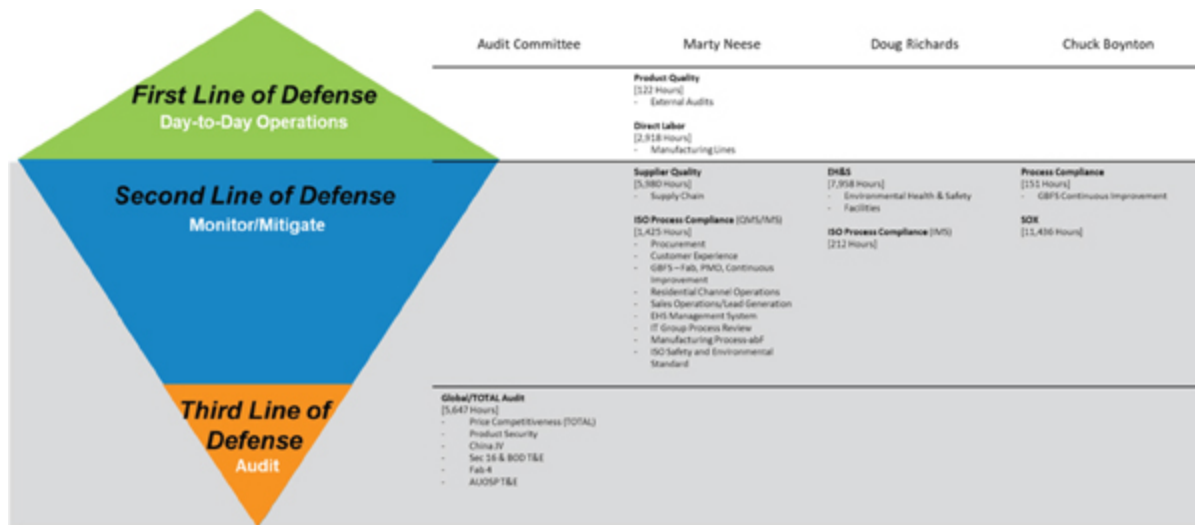 Audit Committee
Marty Neese
Doug Richards
Chuck Boynton
First Line of Defense
Day-to-Day Operations
Product Quality
[122 Hours]
- External Audits
Direct Labor
[2,918 Hours]
- Manufacturing Lines
Second Line of Defense
Monitor/Mitigate
Supplier Quality
[5,980 Hours]
- Supply Chain
ISO Process Compliance (QMS/IMS)
[1,425 Hours]
- Procurement
- Customer Experience
- GBFS – Fab, PMO, Continuous
Improvement
- Residential Channel Operations
- Sales Operations/Lead Generation
- EHS Management System
- IT Group Process Review
- Manufacturing Process-abF
- ISO Safety and Environmental
Standard
EH&S
[7,958 Hours]
- Environmental Health & Safety
- Facilities
ISO Process Compliance (IMS)
[212 Hours]
Process Compliance
[151 Hours]
- GBFS Continuous Improvement
SOX
[11,436 Hours]
Third Line of
Defense
Audit
Global/TOTAL Audit
[5,647 Hours]
- Price Competitiveness (TOTAL)
- Product Security
- China JV
- Sec 16 & BOD T&E
- Fab 4
- AUOSP T&E